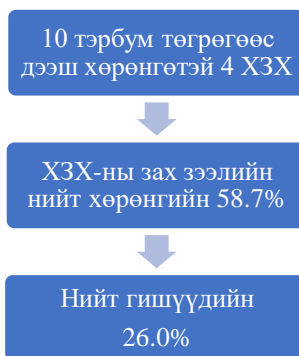 10 тэрбум төгрөгөөс
дээш хөрөнгөтэй 4 ХЗХ
ХЗХ-ны зах зээлийн
нийт хөрөнгийн 58.7%
Нийт гишүүдийн
26.0%